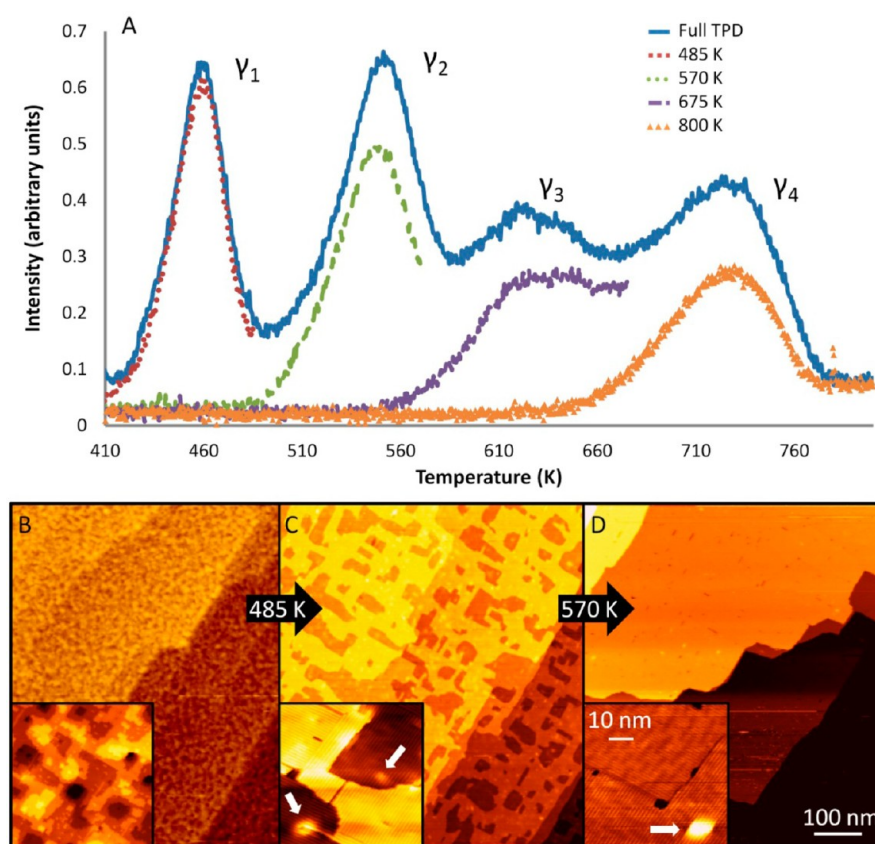 A
γ1
γ2
γ3
γ4
Full TPD
485 K
570 K
675 K
800 K
Intensity (arbitrary units)
0.7
0.6
0.5
0.4
0.3
0.2
0.1
0
410 460 510 560 610 660 710 760
Temperature (K)
B
C
D
485 K
570 K
10 nm
100 nm